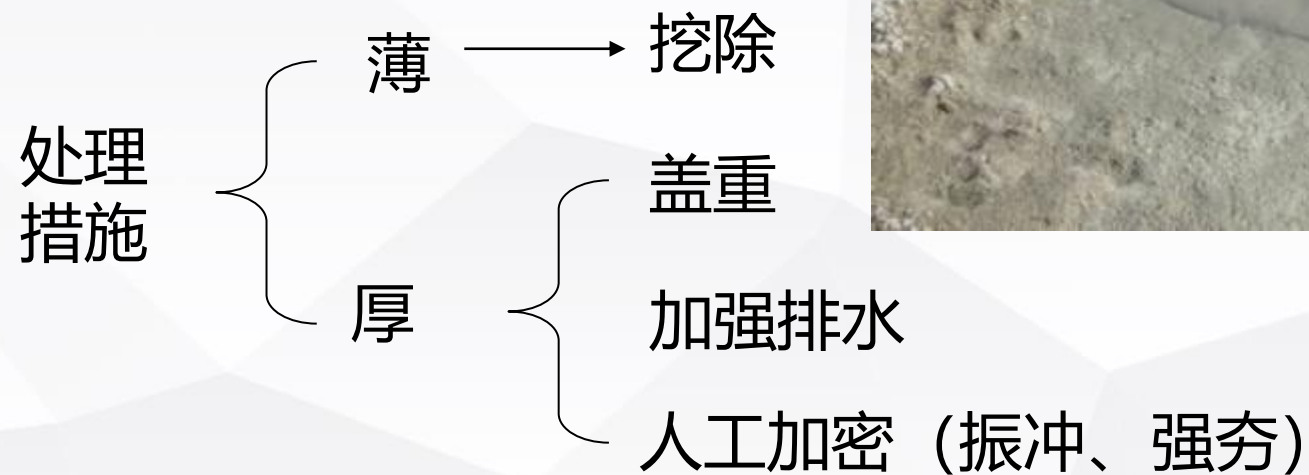 薄
挖除
处理
措施
盖重
厚
加强排水
人工加密（振冲、强夯）